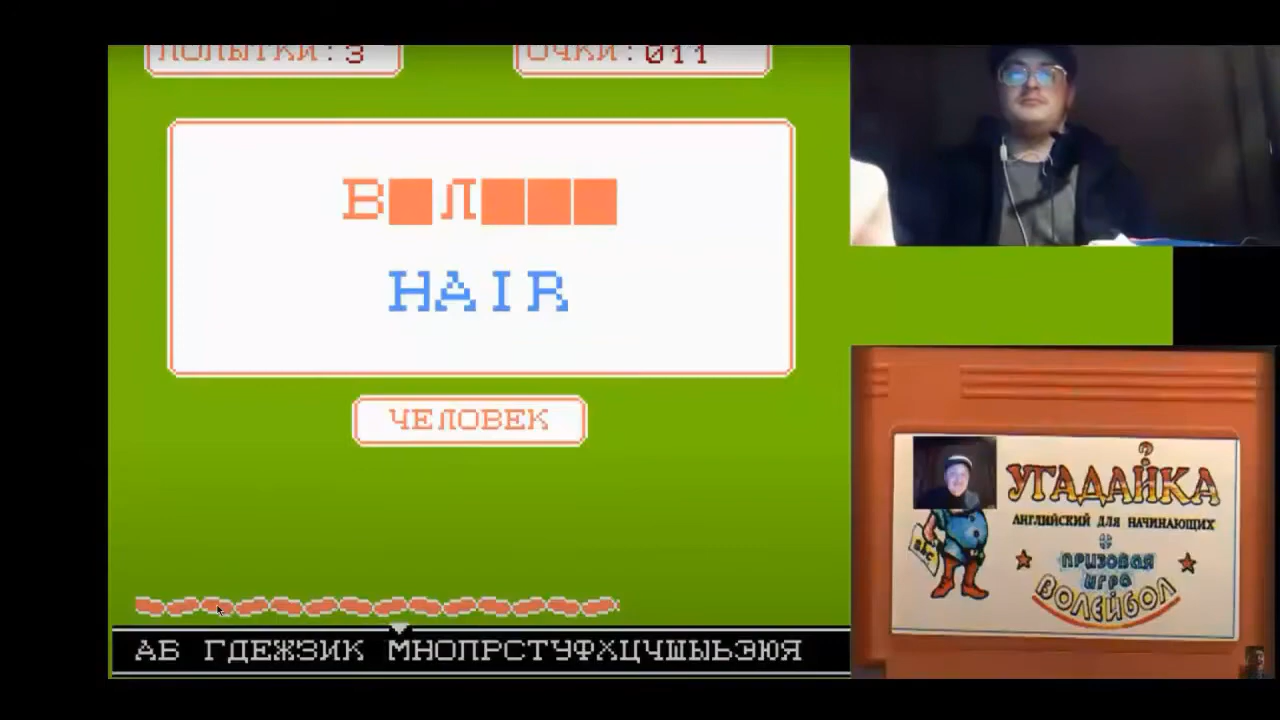 ПОПЫТКИ:3
ОЧКИ:011
В Л
HAIR
ЧЕЛОВЕК
АБ ГДЕЖЗИК МНОПРСТУФХЦЧШЫЬЭЮЯ
УГАДАЙКА
АНГЛИЙСКИЙ ДЛЯ НАЧИНАЮЩИХ
+
ПРИЗОВАЯ
ИГРА
ВОЛЕЙБОЛ